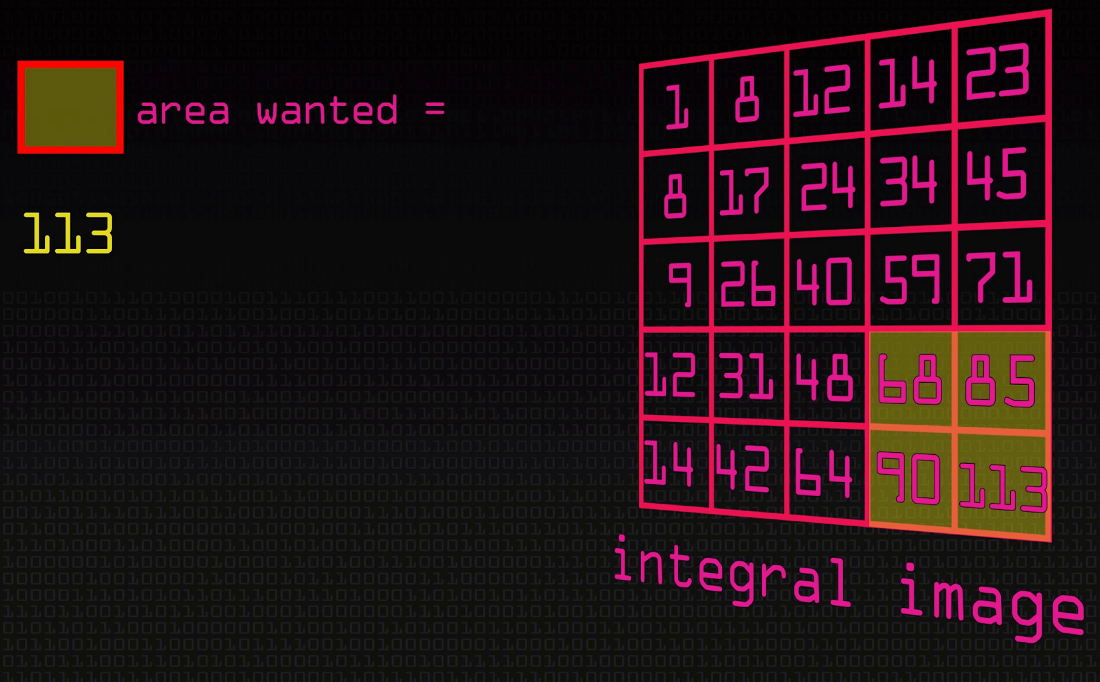 area wanted =
113
1 8 12 14 23
8 17 24 34 45
9 26 40 59 71
12 31 48 68 85
14 42 64 90 113
integral image